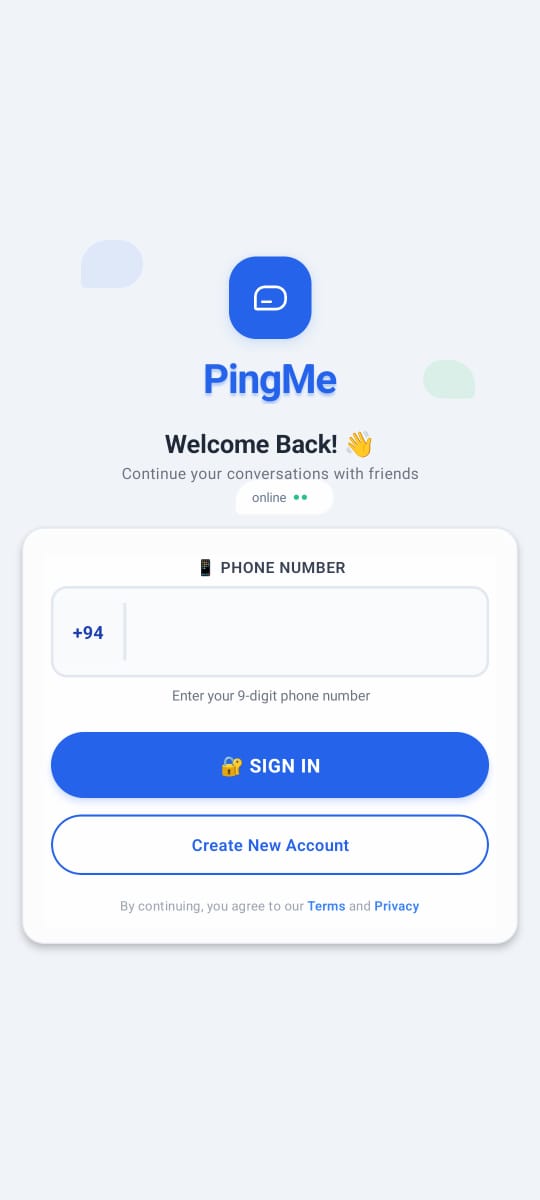 PingMe
Welcome Back! 👋
Continue your conversations with friends
online
📱 PHONE NUMBER
+94
Enter your 9-digit phone number
🔐 SIGN IN
Create New Account
By continuing, you agree to our Terms and Privacy